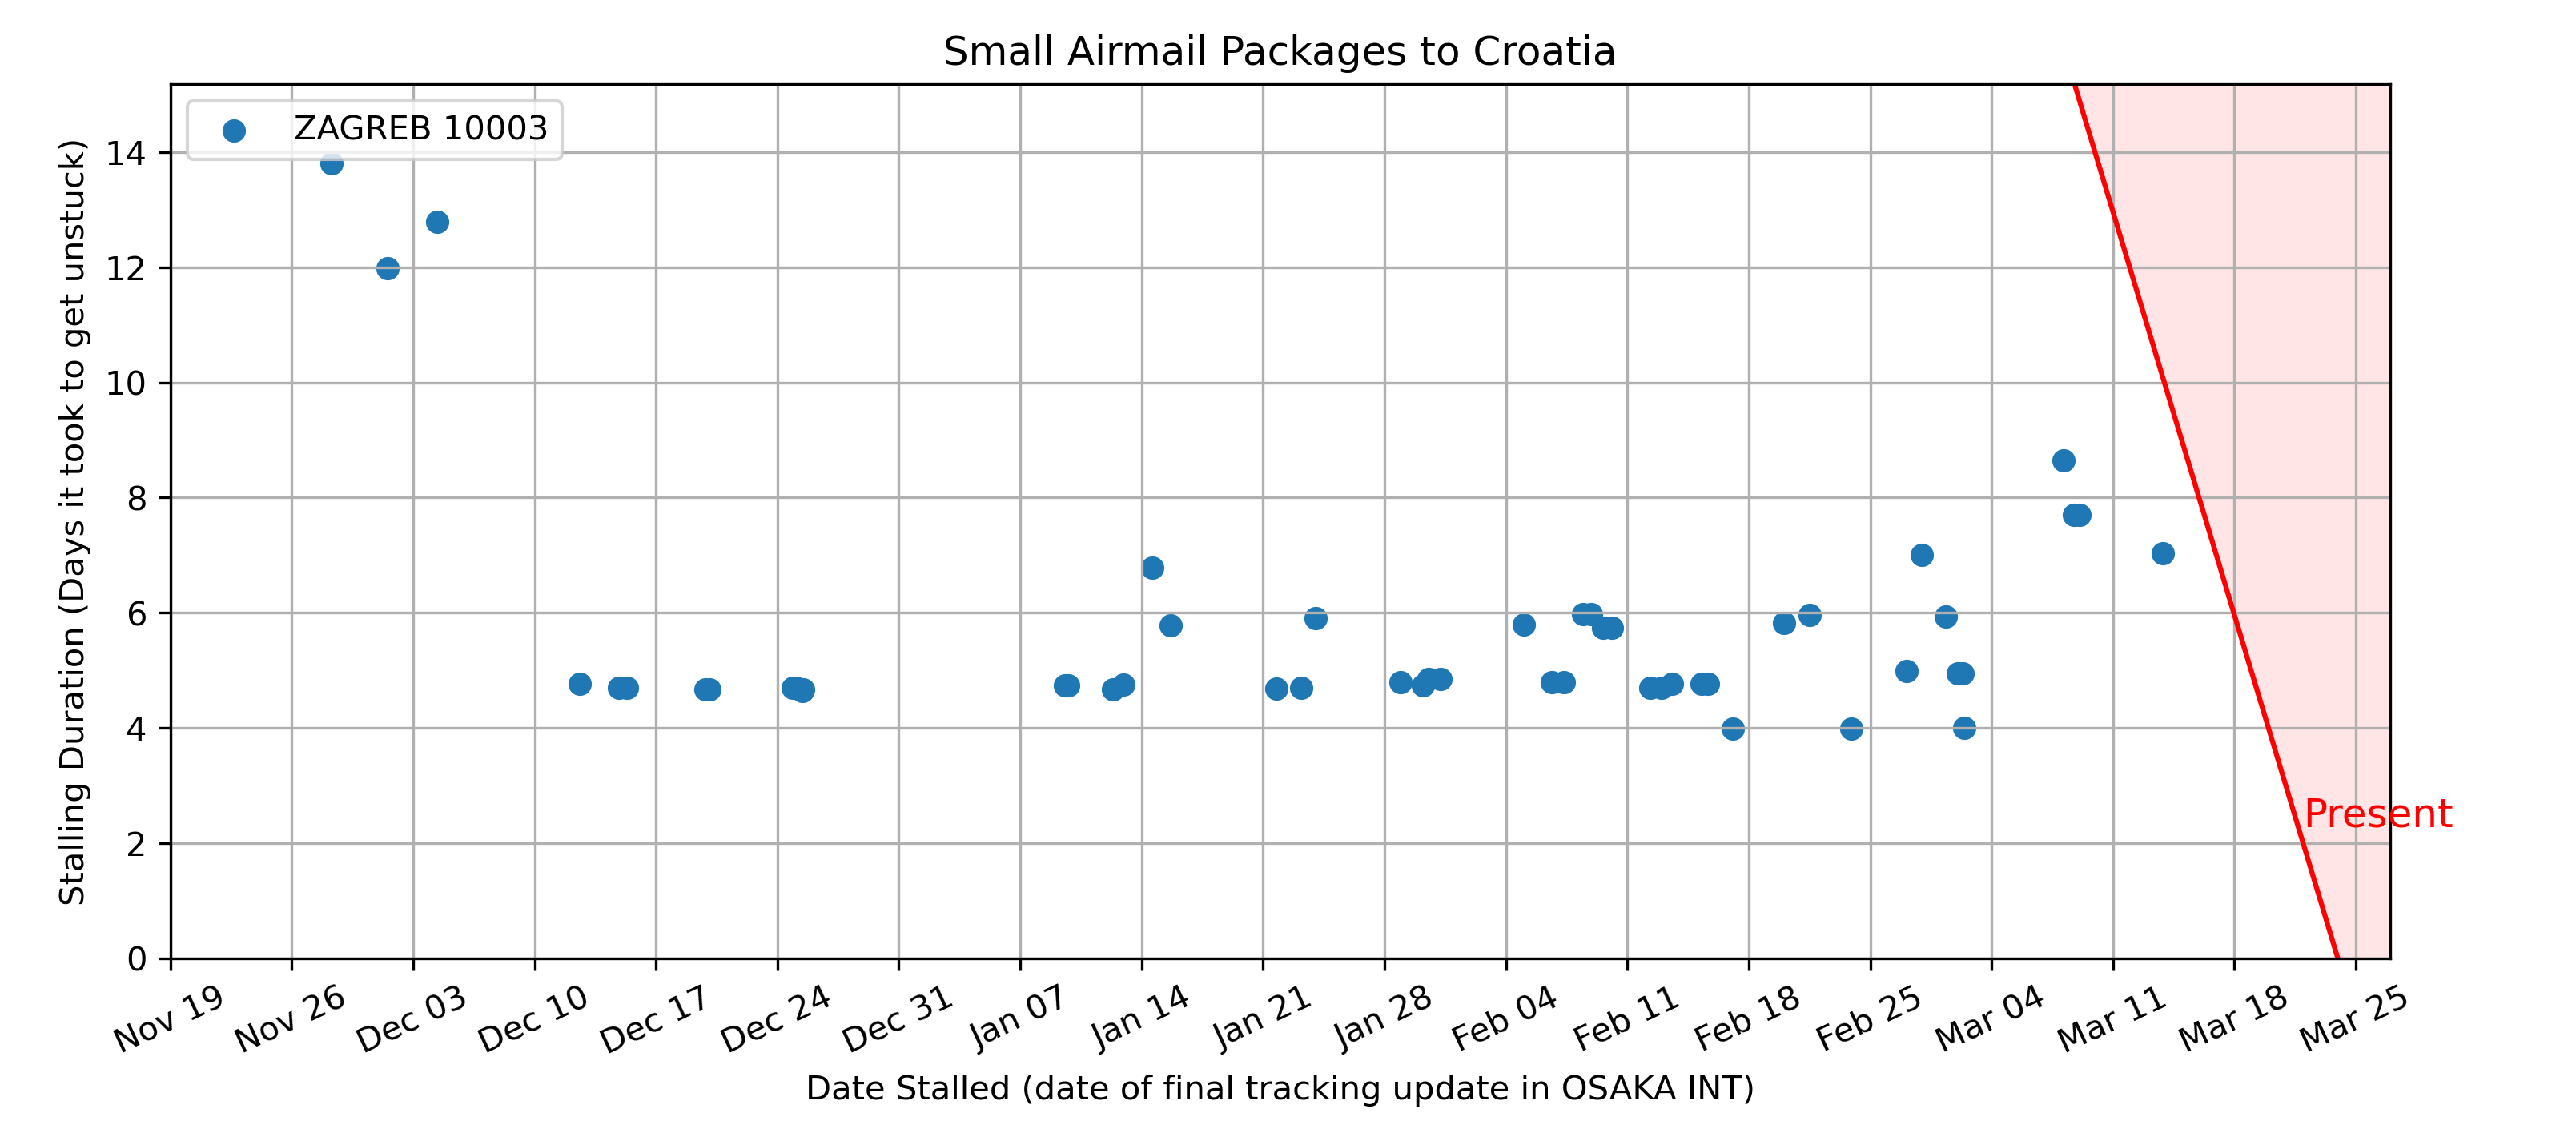 Small Airmail Packages to Croatia
ZAGREB 10003
Stalling Duration (Days it took to get unstuck)
14
12
10
8
6
4
2
0
Present
Nov 19
Nov 26
Dec 03
Dec 10
Dec 17
Dec 24
Dec 31
Jan 07
Jan 14
Jan 21
Jan 28
Feb 04
Feb 11
Feb 18
Feb 25
Mar 04
Mar 11
Mar 18
Mar 25
Date Stalled (date of final tracking update in OSAKA INT)